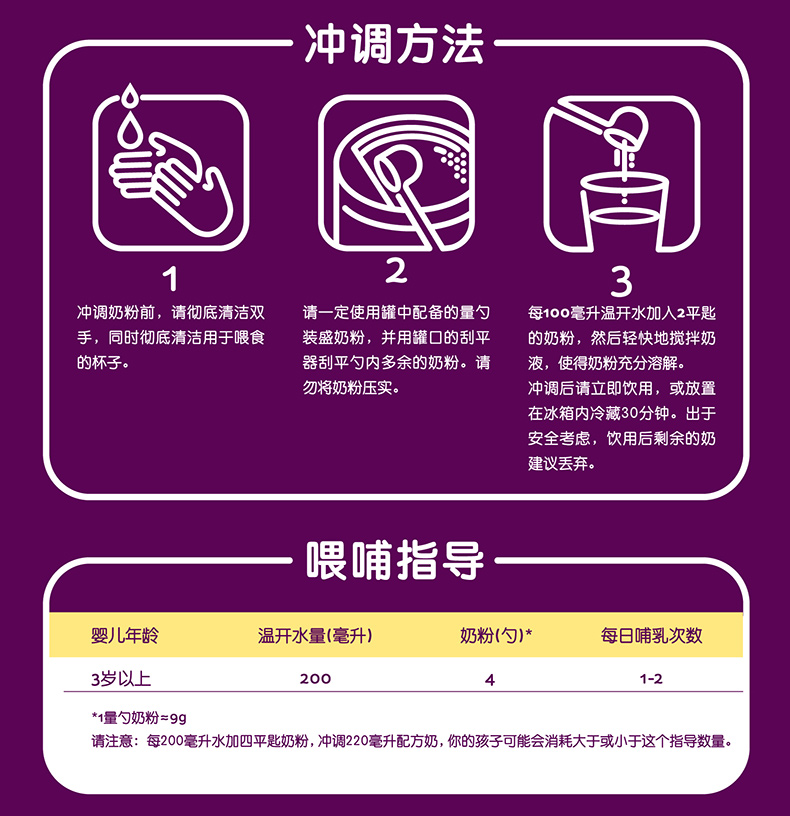 冲调方法
1
冲调奶粉前，请彻底清洁双
手，同时彻底清洁用于喂食
的杯子。
2
请一定使用罐中配备的量勺
装盛奶粉，并用罐口的刮平
器刮平勺内多余的奶粉。请
勿将奶粉压实。
3
每100毫升温开水加入2平匙
的奶粉，然后轻快地搅拌奶
液，使得奶粉充分溶解。
冲调后请立即饮用，或放置
在冰箱内冷藏30分钟。出于
安全考虑，饮用后剩余的奶
建议丢弃。
喂哺指导
婴儿年龄 温开水量(毫升) 奶粉(勺)* 每日哺乳次数
3岁以上 200 4 1-2
*1量勺奶粉≈9g
请注意：每200毫升水加四平匙奶粉，冲调220毫升配方奶，你的孩子可能会消耗大于或小于这个指导数量。